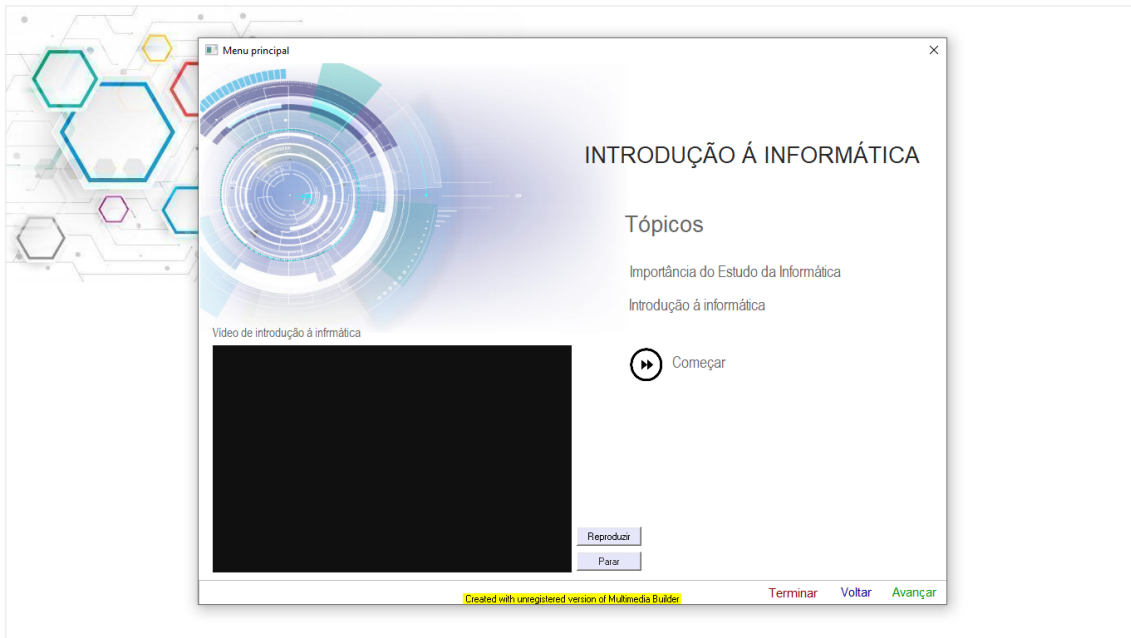 Menu principal
INTRODUÇÃO Á INFORMÁTICA
Tópicos
Importância do Estudo da Informática
Introdução á informática
Começar
Vídeo de introdução à infrmática
Reproduzir
Parar
Created with unregistered version of Multimedia Builder
Terminar Voltar Avançar